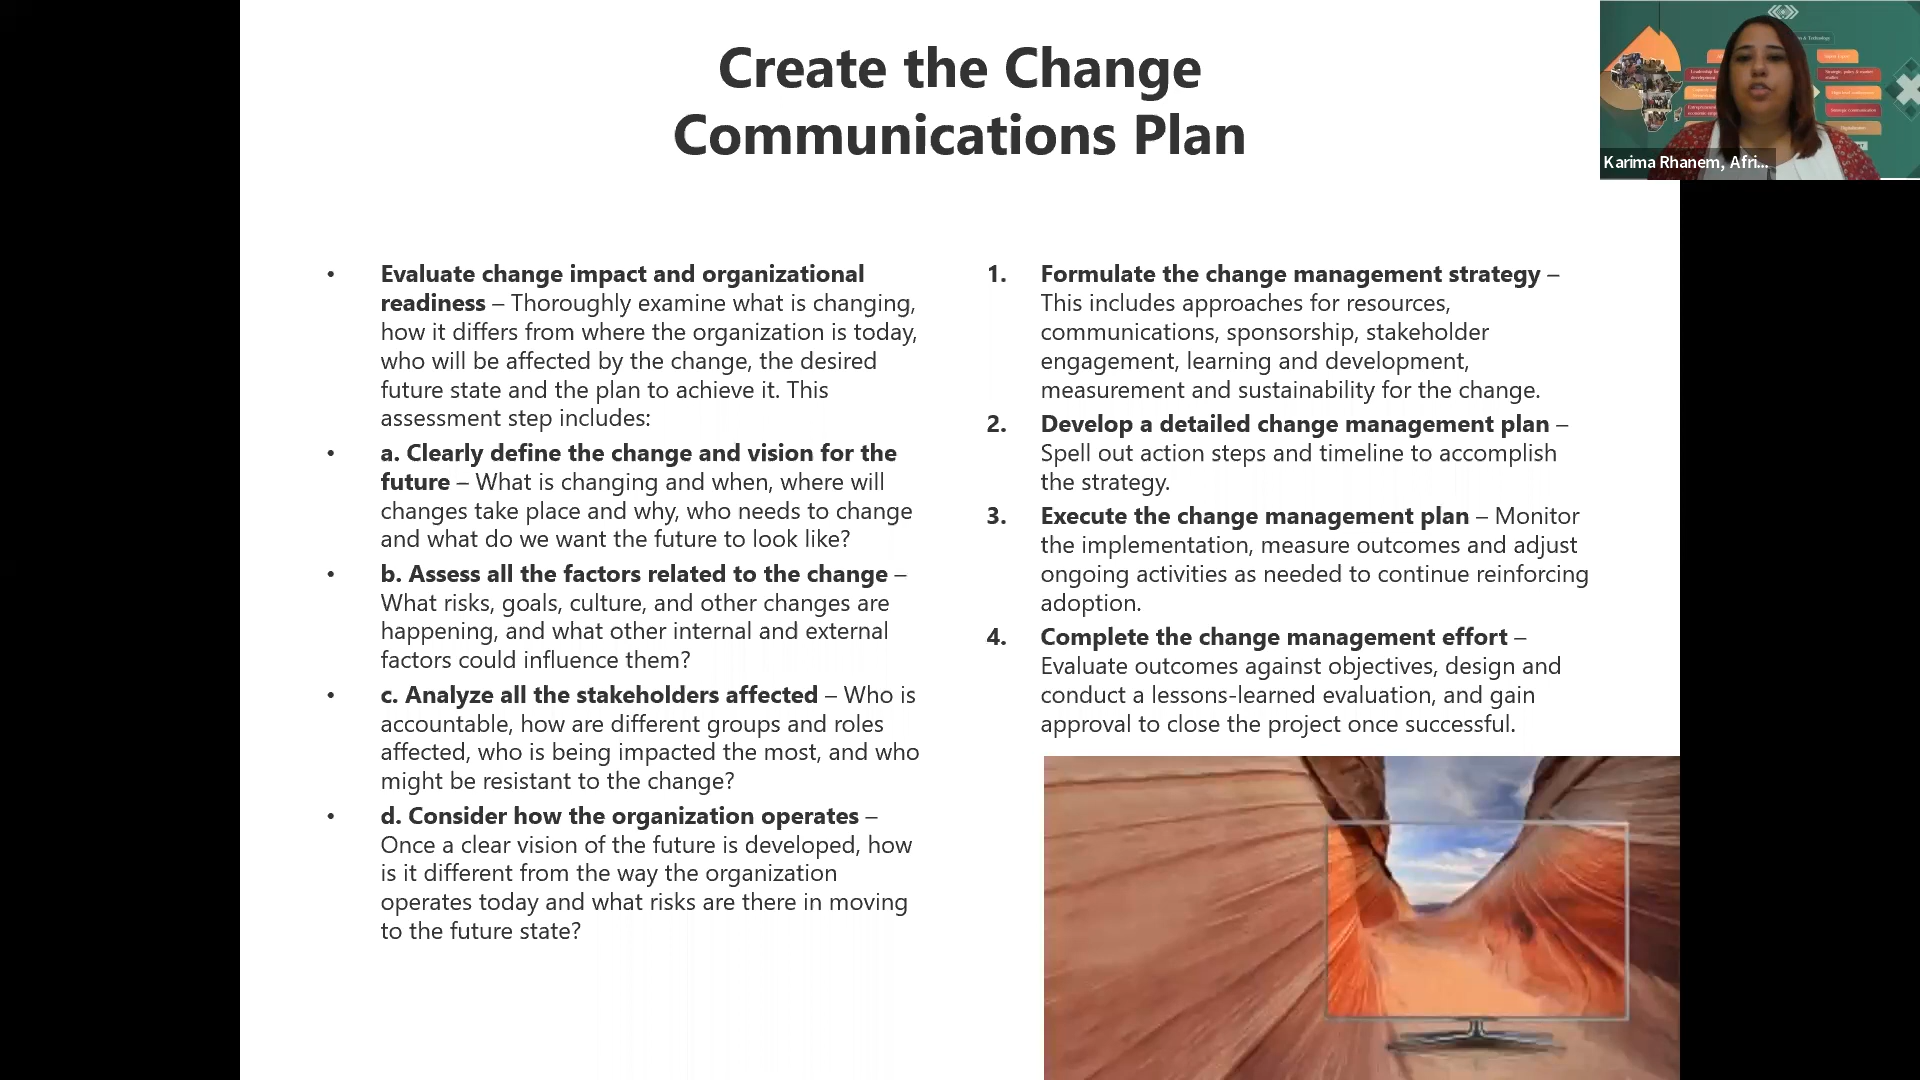 Create the Change
Communications Plan
• Evaluate change impact and organizational
readiness – Thoroughly examine what is changing,
how it differs from where the organization is today,
who will be affected by the change, the desired
future state and the plan to achieve it. This
assessment step includes:
• a. Clearly define the change and vision for the
future – What is changing and when, where will
changes take place and why, who needs to change
and what do we want the future to look like?
• b. Assess all the factors related to the change –
What risks, goals, culture, and other changes are
happening, and what other internal and external
factors could influence them?
• c. Analyze all the stakeholders affected – Who is
accountable, how are different groups and roles
affected, who is being impacted the most, and who
might be resistant to the change?
• d. Consider how the organization operates –
Once a clear vision of the future is developed, how
is it different from the way the organization
operates today and what risks are there in moving
to the future state?
1. Formulate the change management strategy –
This includes approaches for resources,
communications, sponsorship, stakeholder
engagement, learning and development,
measurement and sustainability for the change.
2. Develop a detailed change management plan –
Spell out action steps and timeline to accomplish
the strategy.
3. Execute the change management plan – Monitor
the implementation, measure outcomes and adjust
ongoing activities as needed to continue reinforcing
adoption.
4. Complete the change management effort –
Evaluate outcomes against objectives, design and
conduct a lessons-learned evaluation, and gain
approval to close the project once successful.
Karima Rhanem, Afri...